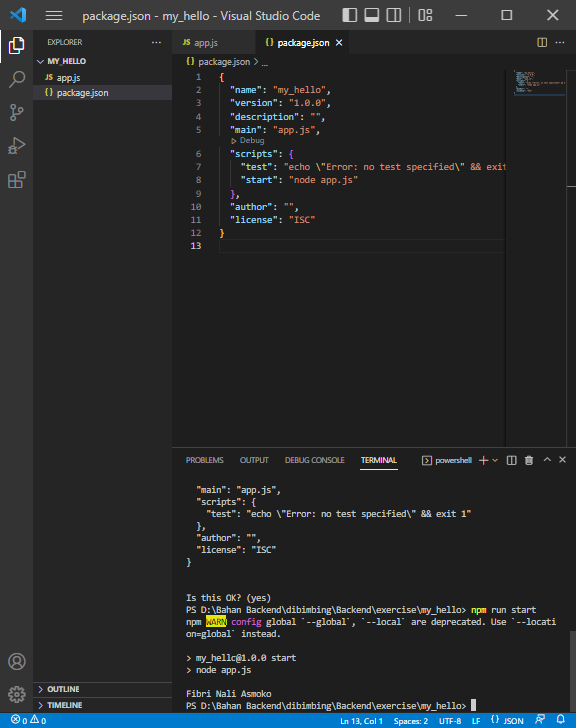 package.json - my_hello - Visual Studio Code
EXPLORER
MY_HELLO
app.js
package.json
OUTLINE
TIMELINE
app.js
package.json
package.json > ...
1 {
2 "name": "my_hello",
3 "version": "1.0.0",
4 "description": "",
5 "main": "app.js",
Debug
6 "scripts": {
7 "test": "echo \"Error: no test specified\" && exit
8 "start": "node app.js"
9 },
10 "author": "",
11 "license": "ISC"
12 }
13
PROBLEMS OUTPUT DEBUG CONSOLE TERMINAL powershell
"main": "app.js",
"scripts": {
"test": "echo \"Error: no test specified\" && exit 1"
},
"author": "",
"license": "ISC"
}
Is this OK? (yes)
PS D:\Bahan Backend\dibimbing\Backend\exercise\my_hello> npm run start
npm WARN config global `--global`, `--local` are deprecated. Use `--locati
on=global` instead.
> my_hello@1.0.0 start
> node app.js
Fibri Nali Asmoko
PS D:\Bahan Backend\dibimbing\Backend\exercise\my_hello>
0 0 Ln 13, Col 1 Spaces: 2 UTF-8 LF {} JSON